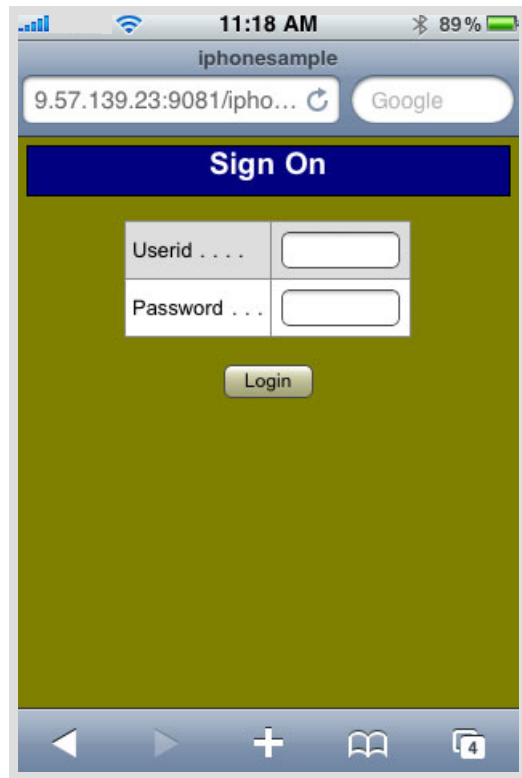 11:18 AM 89%
iphonesample
9.57.139.23:9081/ipho... Google
Sign On
Userid . . . .
Password . . .
Login
4